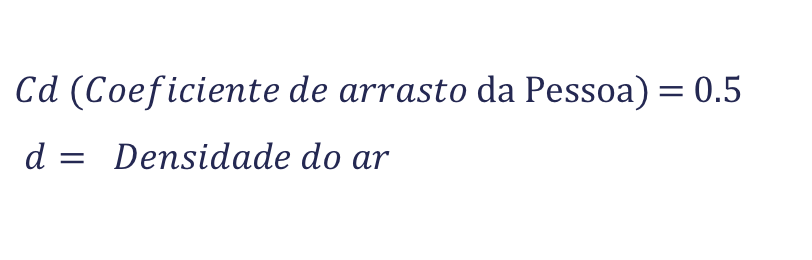 Cd (Coeficiente de arrasto da Pessoa) = 0.5
d = Densidade do ar